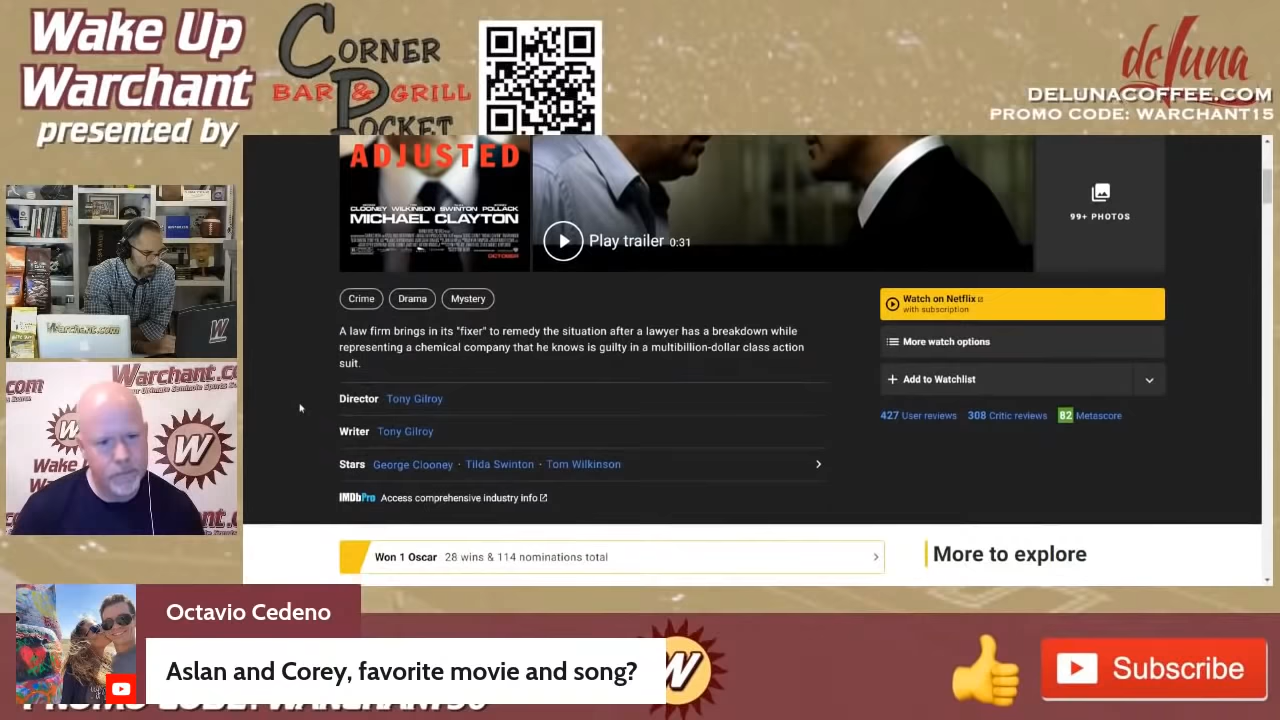 Wake Up
Warchant
presented by
CORNER
BAR & GRILL
POCKET
deluna
DELUNACOFFEE.COM
PROMO CODE: WARCHANT15
ADJUSTED
CLOONEY WILKINSON SWINTON POLLACK
MICHAEL CLAYTON
OCTOBER
Play trailer 0:31
99+ PHOTOS
Crime
Drama
Mystery
Watch on Netflix
with subscription
A law firm brings in its "fixer" to remedy the situation after a lawyer has a breakdown while
representing a chemical company that he knows is guilty in a multibillion-dollar class action
suit.
More watch options
+ Add to Watchlist
Director Tony Gilroy
427 User reviews 308 Critic reviews 82 Metascore
Writer Tony Gilroy
Stars George Clooney · Tilda Swinton · Tom Wilkinson
IMDbPro Access comprehensive industry info
Won 1 Oscar 28 wins & 114 nominations total
More to explore
Warchant.com
W
.com
Warchant.c
W
Wake
Octavio Cedeno
Aslan and Corey, favorite movie and song?
W
Subscribe